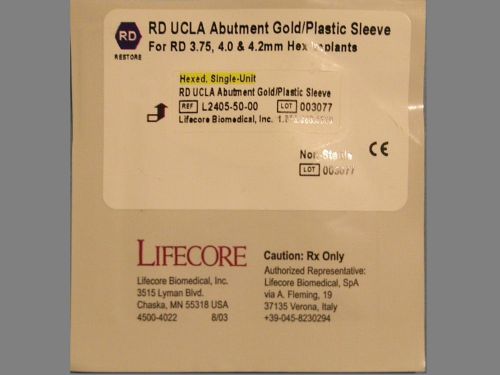 RD
RESTORE
RD UCLA Abutment Gold/Plastic Sleeve
For RD 3.75, 4.0 & 4.2mm Hex Implants
Hexed, Single-Unit
RD UCLA Abutment Gold/Plastic Sleeve
REF L2405-50-00 LOT 003077
Lifecore Biomedical, Inc.
Non Sterile
LOT 003077
CE
LIFECORE
Lifecore Biomedical, Inc.
3515 Lyman Blvd.
Chaska, MN 55318 USA
4500-4022 8/03
Caution: Rx Only
Authorized Representative:
Lifecore Biomedical, SpA
via A. Fleming, 19
37135 Verona, Italy
+39-045-8230294